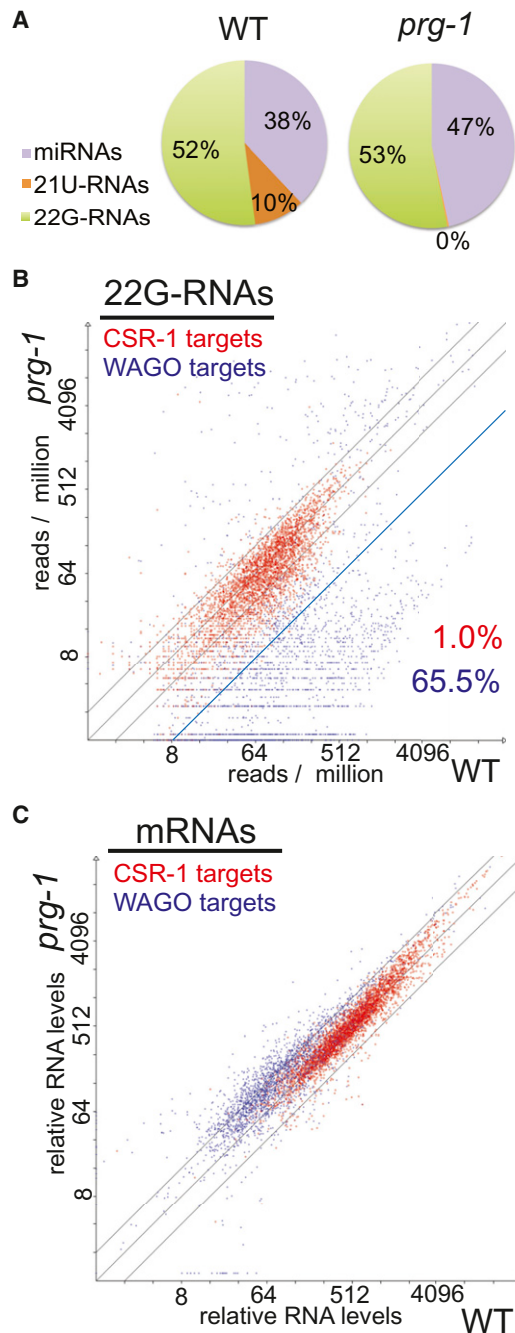 A
WT
prg-1
miRNAs
21U-RNAs
22G-RNAs
52%
38%
10%
53%
47%
0%
B
22G-RNAs
CSR-1 targets
WAGO targets
prg-1
reads / million
4096
512
64
8
1.0%
65.5%
8
64
512
4096
WT
reads / million
C
mRNAs
CSR-1 targets
WAGO targets
prg-1
relative RNA levels
4096
512
64
8
8
64
512
4096
WT
relative RNA levels